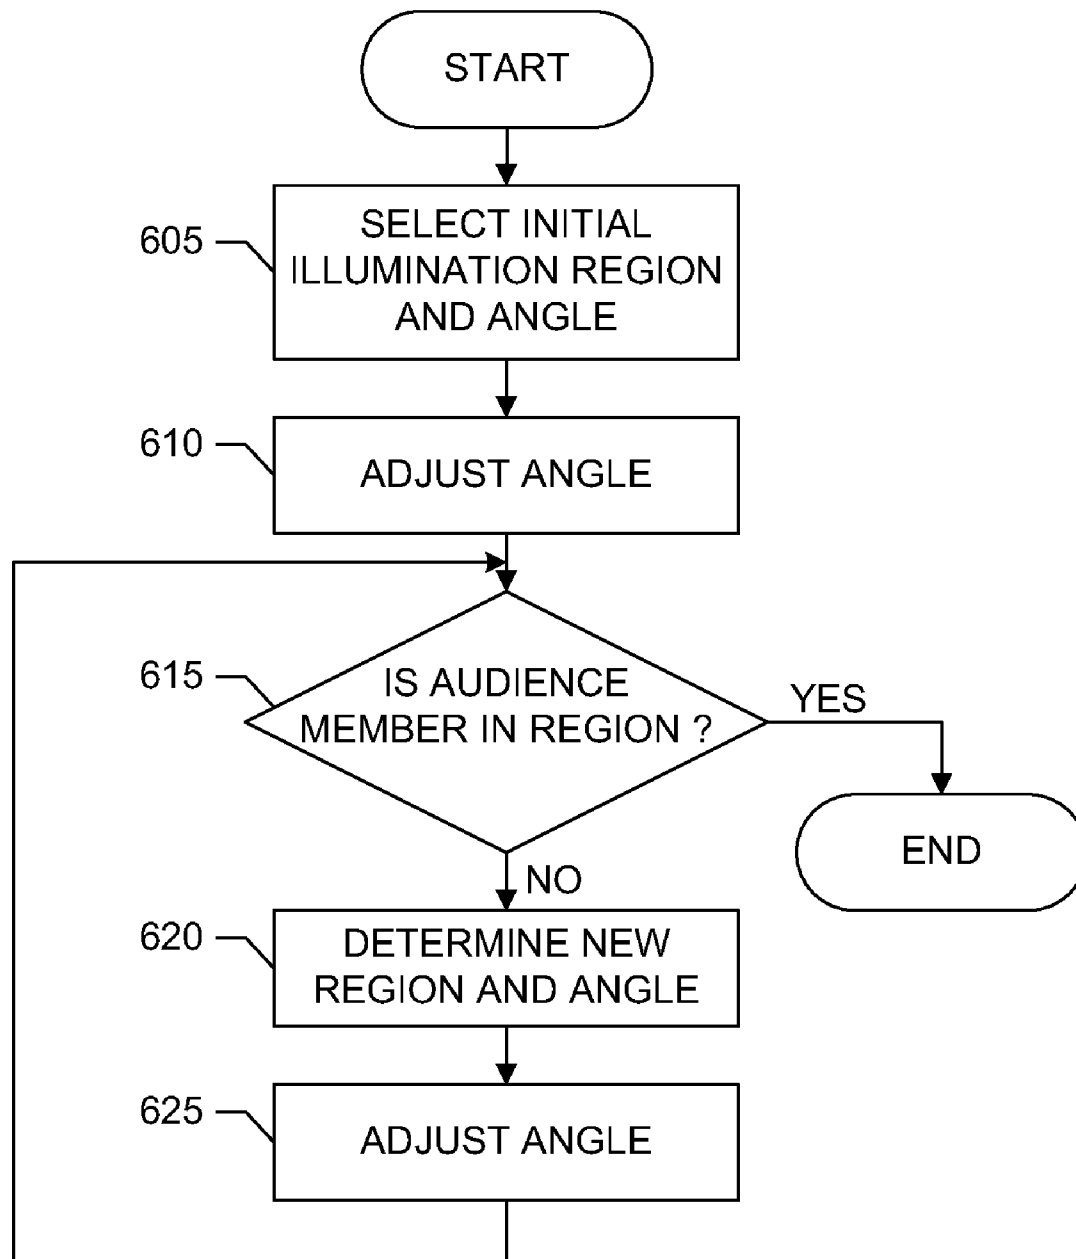 START
605
SELECT INITIAL
ILLUMINATION REGION
AND ANGLE
610
ADJUST ANGLE
615
IS AUDIENCE
MEMBER IN REGION ?
YES
END
NO
620
DETERMINE NEW
REGION AND ANGLE
625
ADJUST ANGLE